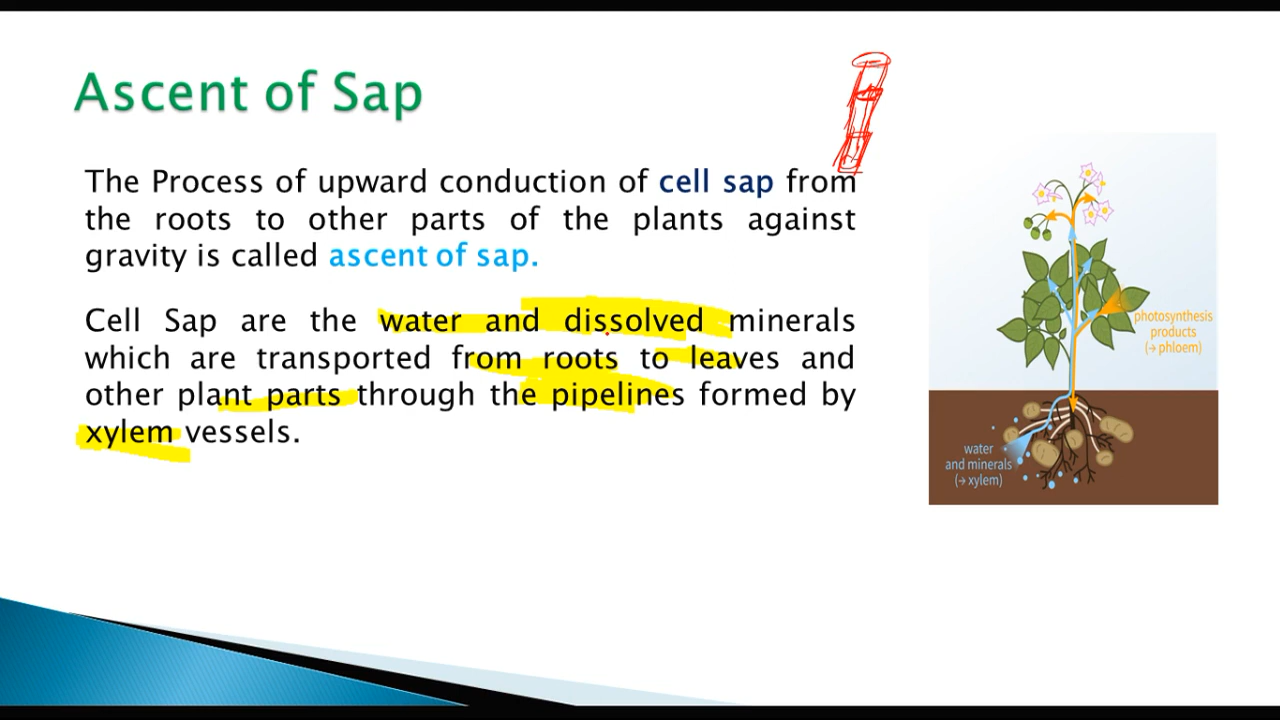 Ascent of Sap
The Process of upward conduction of cell sap from
the roots to other parts of the plants against
gravity is called ascent of sap.
Cell Sap are the water and dissolved minerals
which are transported from roots to leaves and
other plant parts through the pipelines formed by
xylem vessels.
photosynthesis
products
(→ phloem)
water
and minerals
(→ xylem)